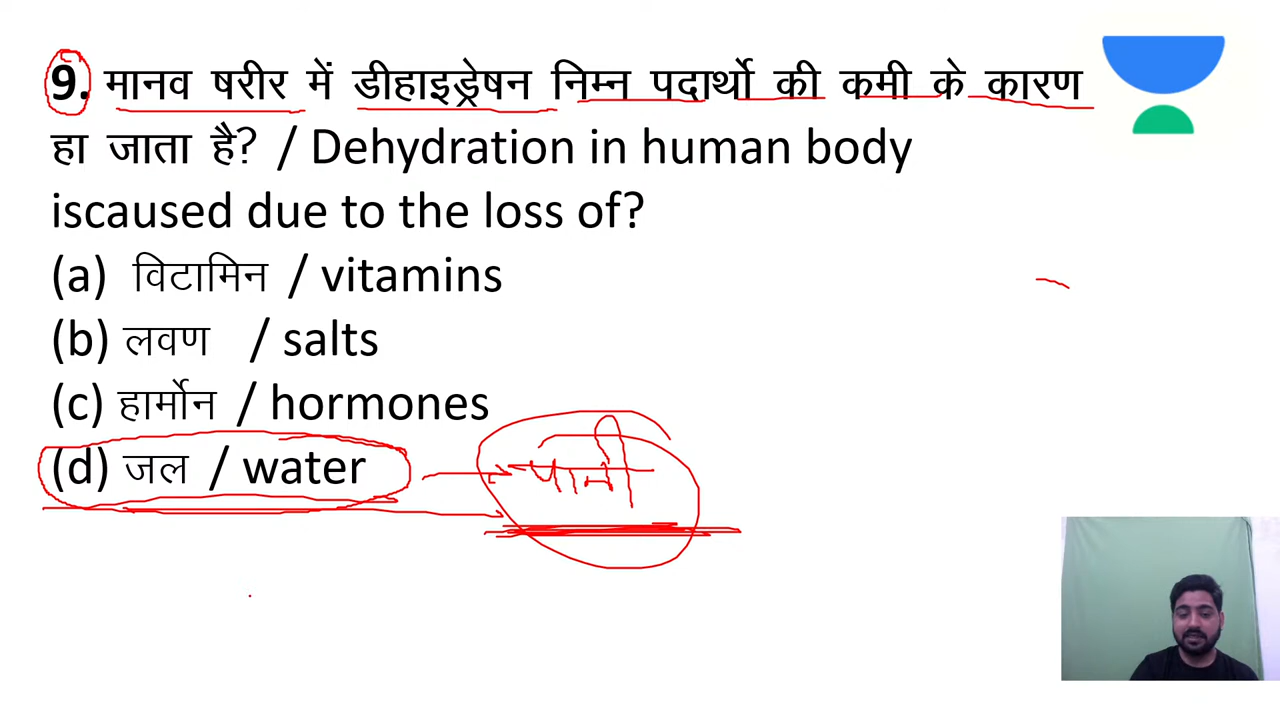 9. मानव षरीर में डीहाइड्रेषन निम्न पदार्थो की कमी के कारण
हा जाता है? / Dehydration in human body
iscaused due to the loss of?
(a) विटामिन / vitamins
(b) लवण / salts
(c) हार्मोन / hormones
(d) जल / water
पानी